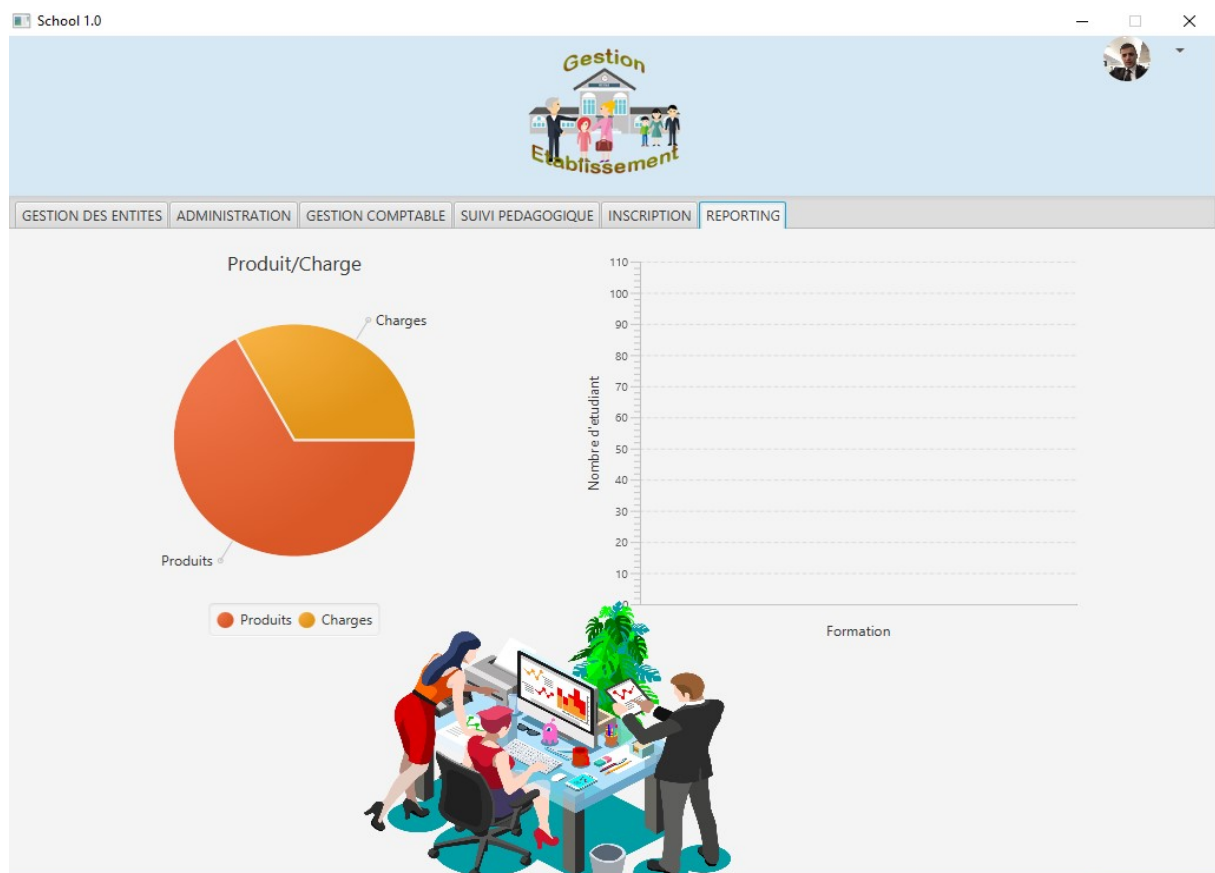 School 1.0
Gestion
Etablissement
GESTION DES ENTITES ADMINISTRATION GESTION COMPTABLE SUIVI PEDAGOGIQUE INSCRIPTION REPORTING
Produit/Charge
Charges
Produits
Produits Charges
110
100
90
80
70
60
50
40
30
20
10
0
Nombre d'etudiant
Formation